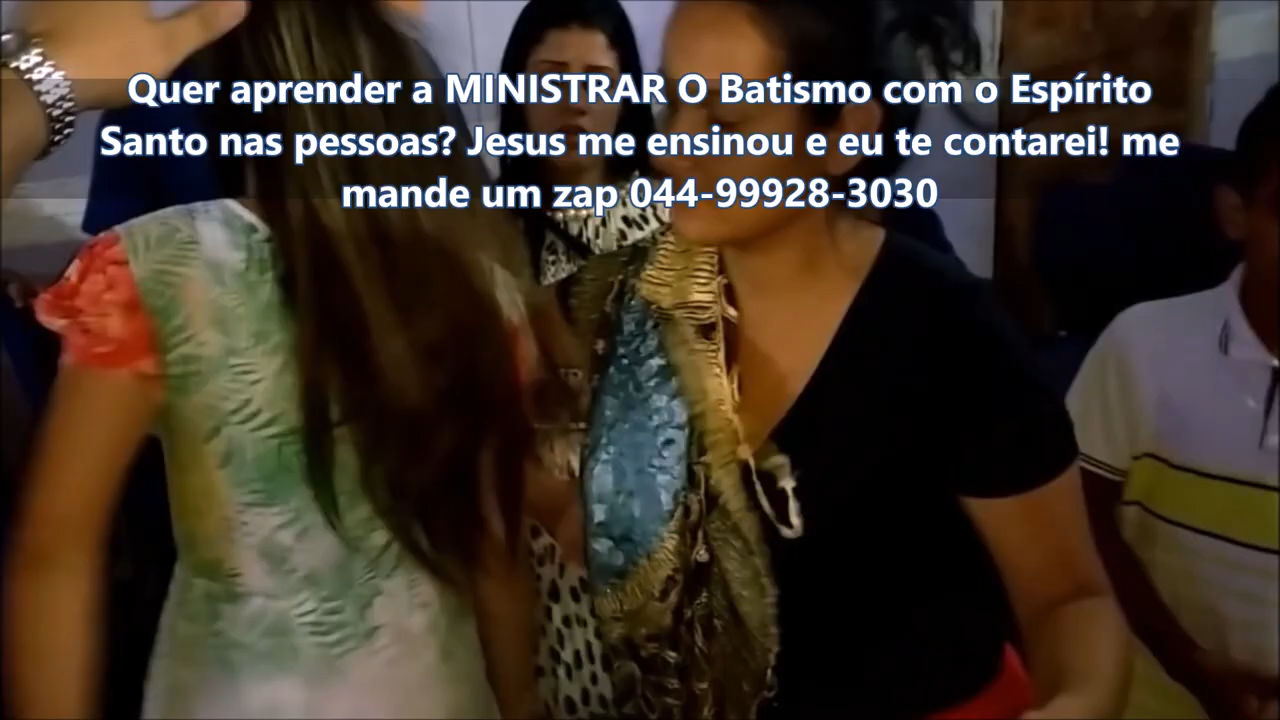 Quer aprender a MINISTRAR O Batismo com o Espírito
Santo nas pessoas? Jesus me ensinou e eu te contarei! me
mande um zap 044-99928-3030